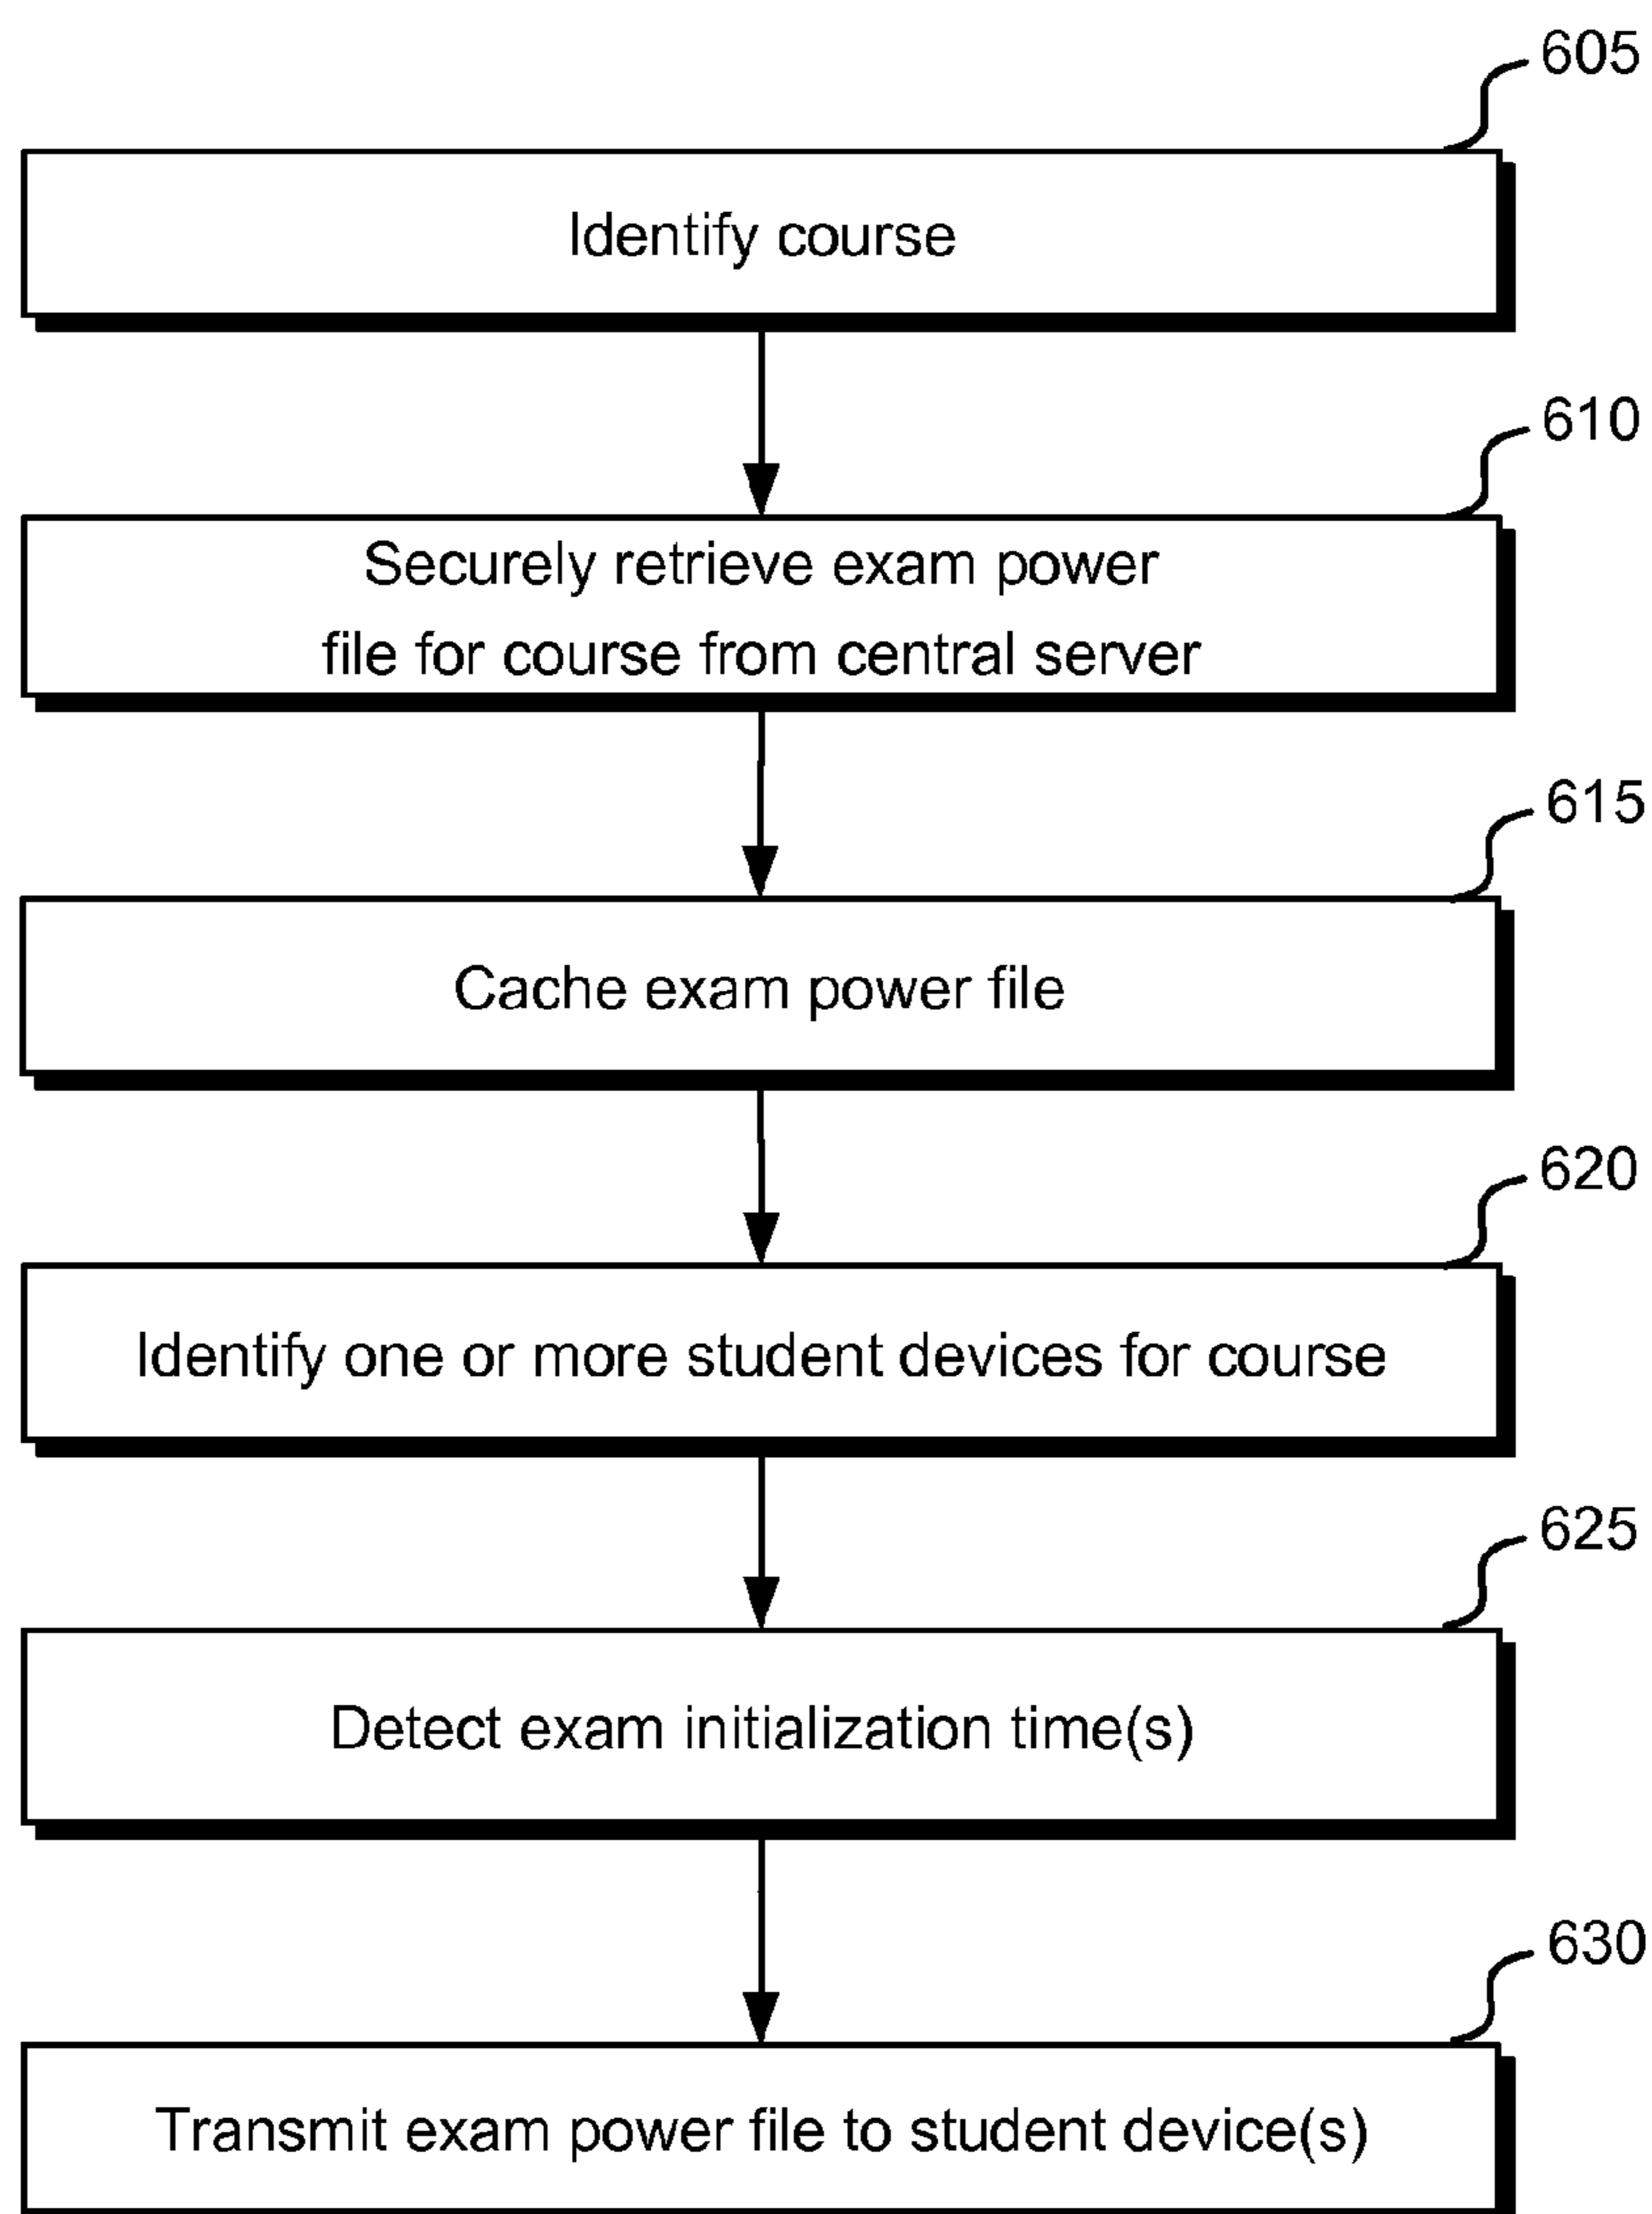 605
Identify course
610
Securely retrieve exam power
file for course from central server
615
Cache exam power file
620
Identify one or more student devices for course
625
Detect exam initialization time(s)
630
Transmit exam power file to student device(s)